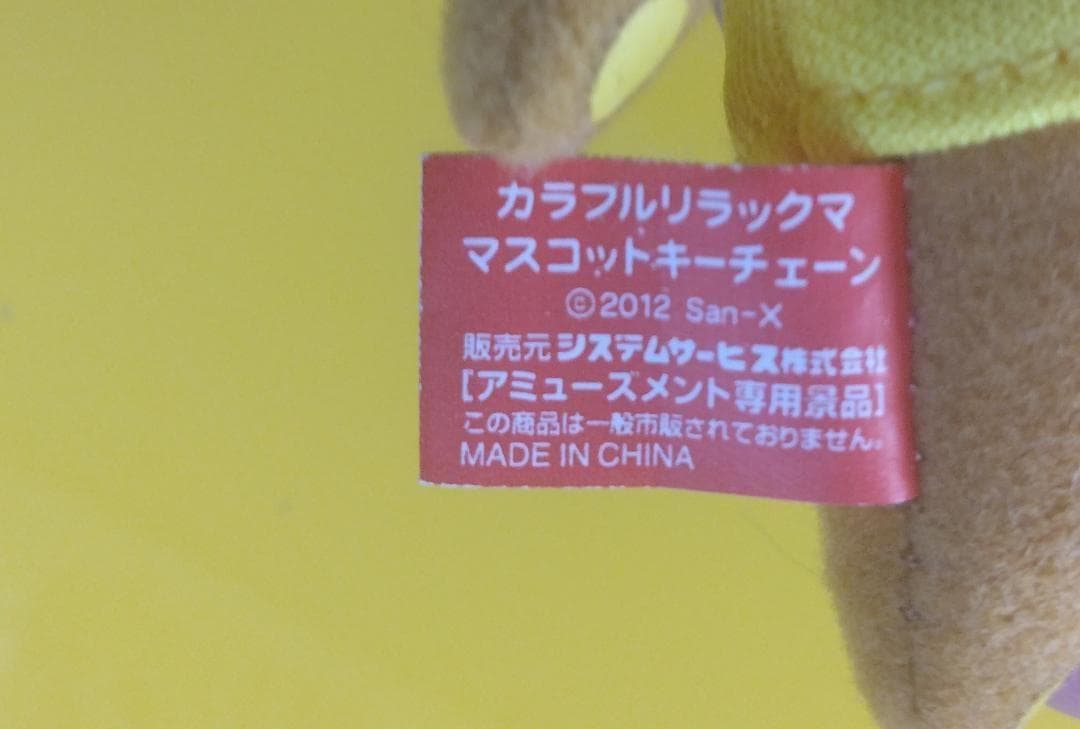 カラフルリラックマ
マスコットキーチェーン
©2012 San-X
販売元 システムサービス株式会社
[アミューズメント専用景品]
この商品は一般市販されておりません。
MADE IN CHINA